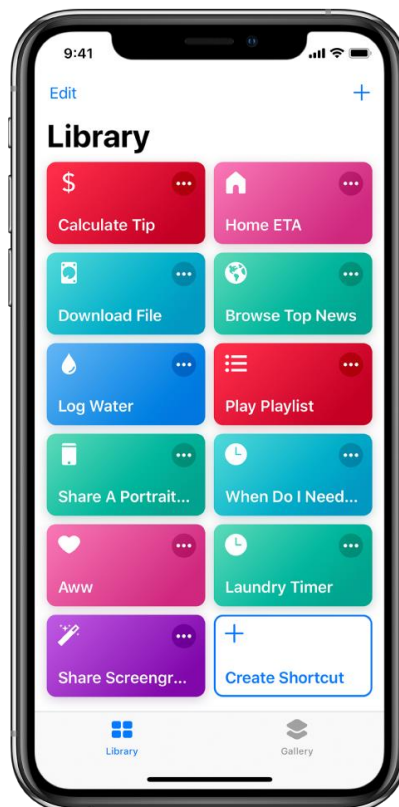 9:41
Edit
Library
$
Calculate Tip
Home ETA
Download File
Browse Top News
Log Water
Play Playlist
Share A Portrait...
When Do I Need...
Aww
Laundry Timer
Share Screengr...
Create Shortcut
Library
Gallery